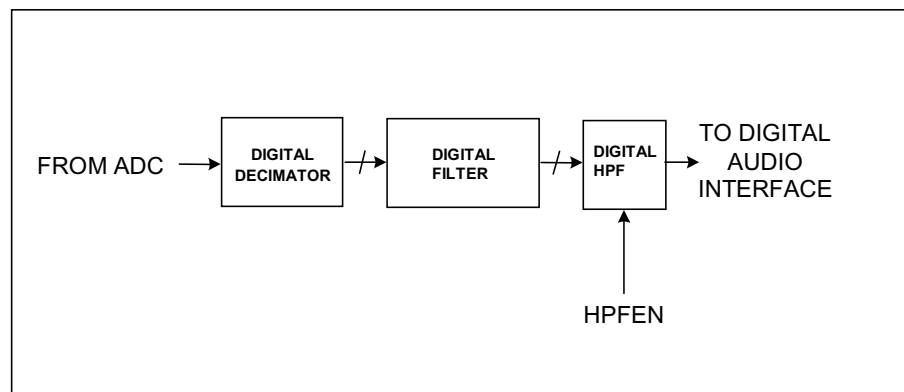 FROM ADC
DIGITAL
DECIMATOR
DIGITAL
FILTER
DIGITAL
HPF
TO DIGITAL
AUDIO
INTERFACE
HPFEN